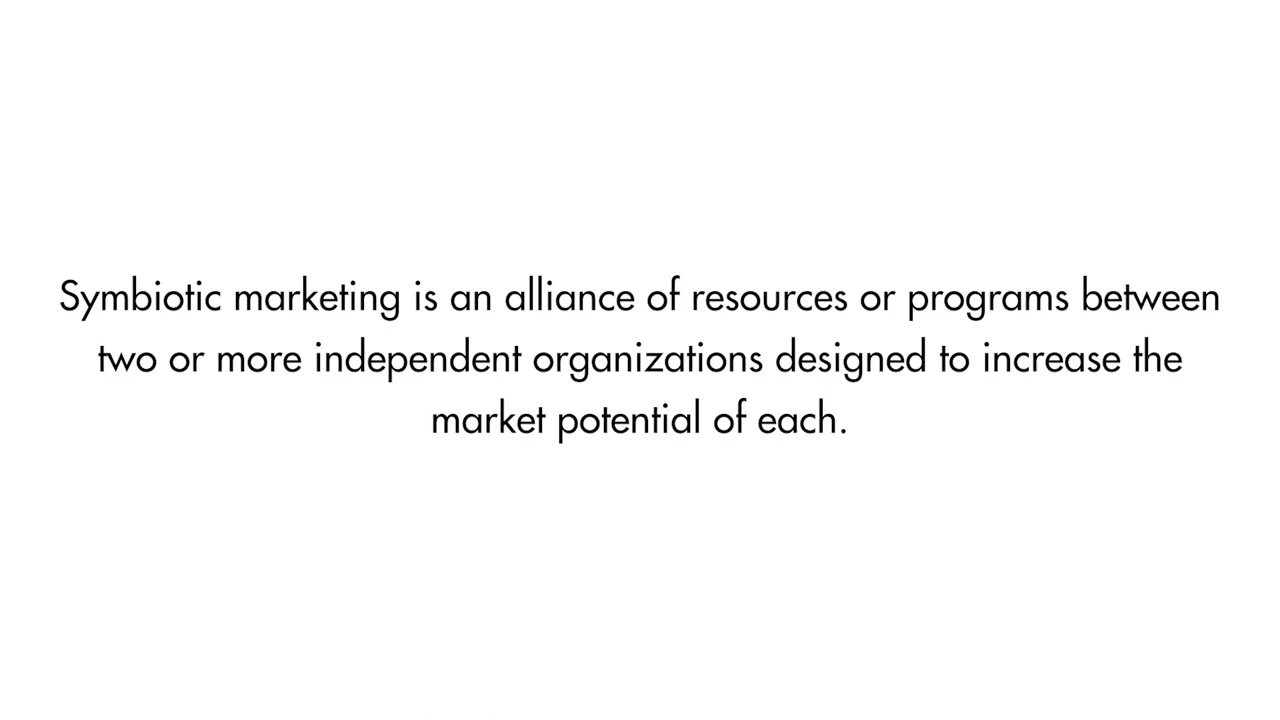 Symbiotic marketing is an alliance of resources or programs between
two or more independent organizations designed to increase the
market potential of each.